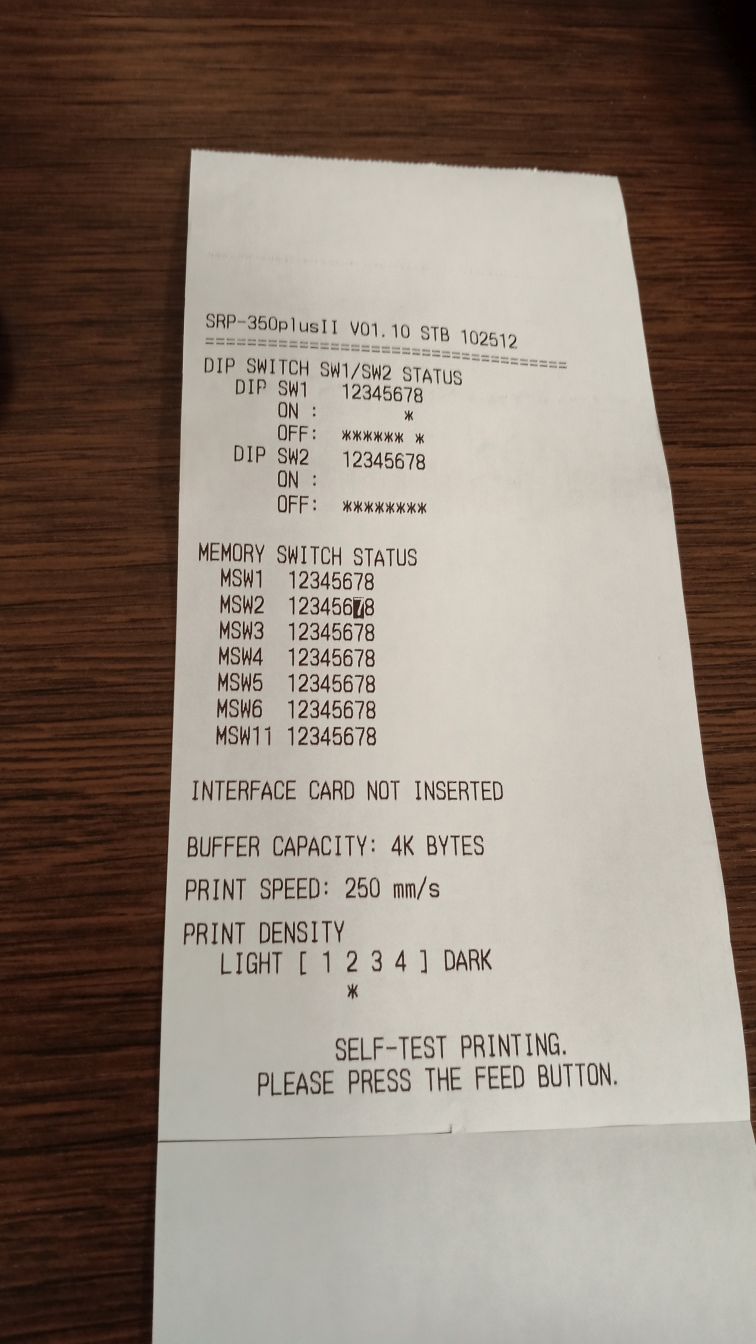 SRP-350plusII V01.10 STB 102512
===================================
DIP SWITCH SW1/SW2 STATUS
DIP SW1 12345678
ON : *
OFF: ****** *
DIP SW2 12345678
ON :
OFF: ********
MEMORY SWITCH STATUS
MSW1 12345678
MSW2 12345678
MSW3 12345678
MSW4 12345678
MSW5 12345678
MSW6 12345678
MSW11 12345678
INTERFACE CARD NOT INSERTED
BUFFER CAPACITY: 4K BYTES
PRINT SPEED: 250 mm/s
PRINT DENSITY
LIGHT [ 1 2 3 4 ] DARK
*
SELF-TEST PRINTING.
PLEASE PRESS THE FEED BUTTON.